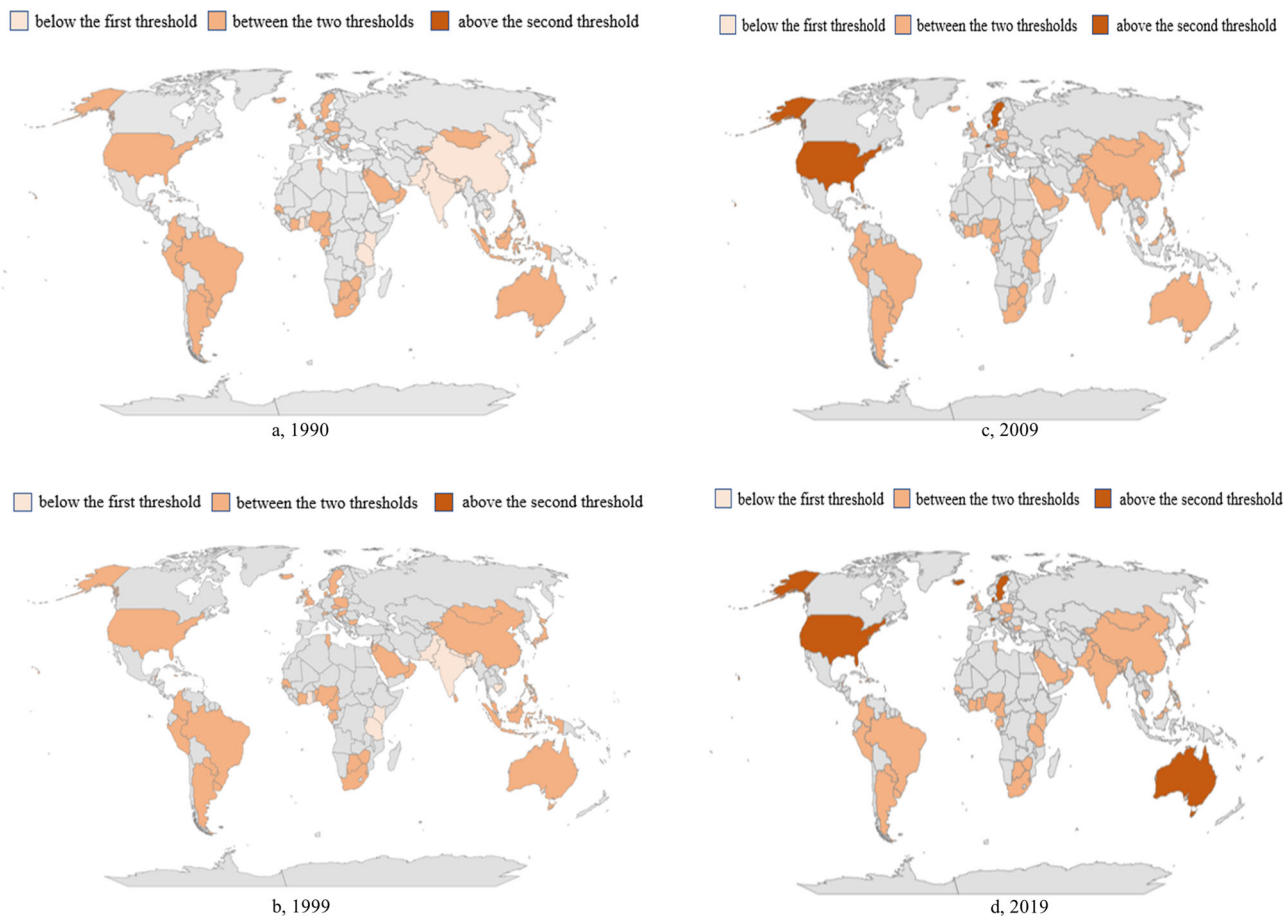 below the first threshold between the two thresholds above the second threshold
a, 1990
below the first threshold between the two thresholds above the second threshold
c, 2009
below the first threshold between the two thresholds above the second threshold
b, 1999
below the first threshold between the two thresholds above the second threshold
d, 2019